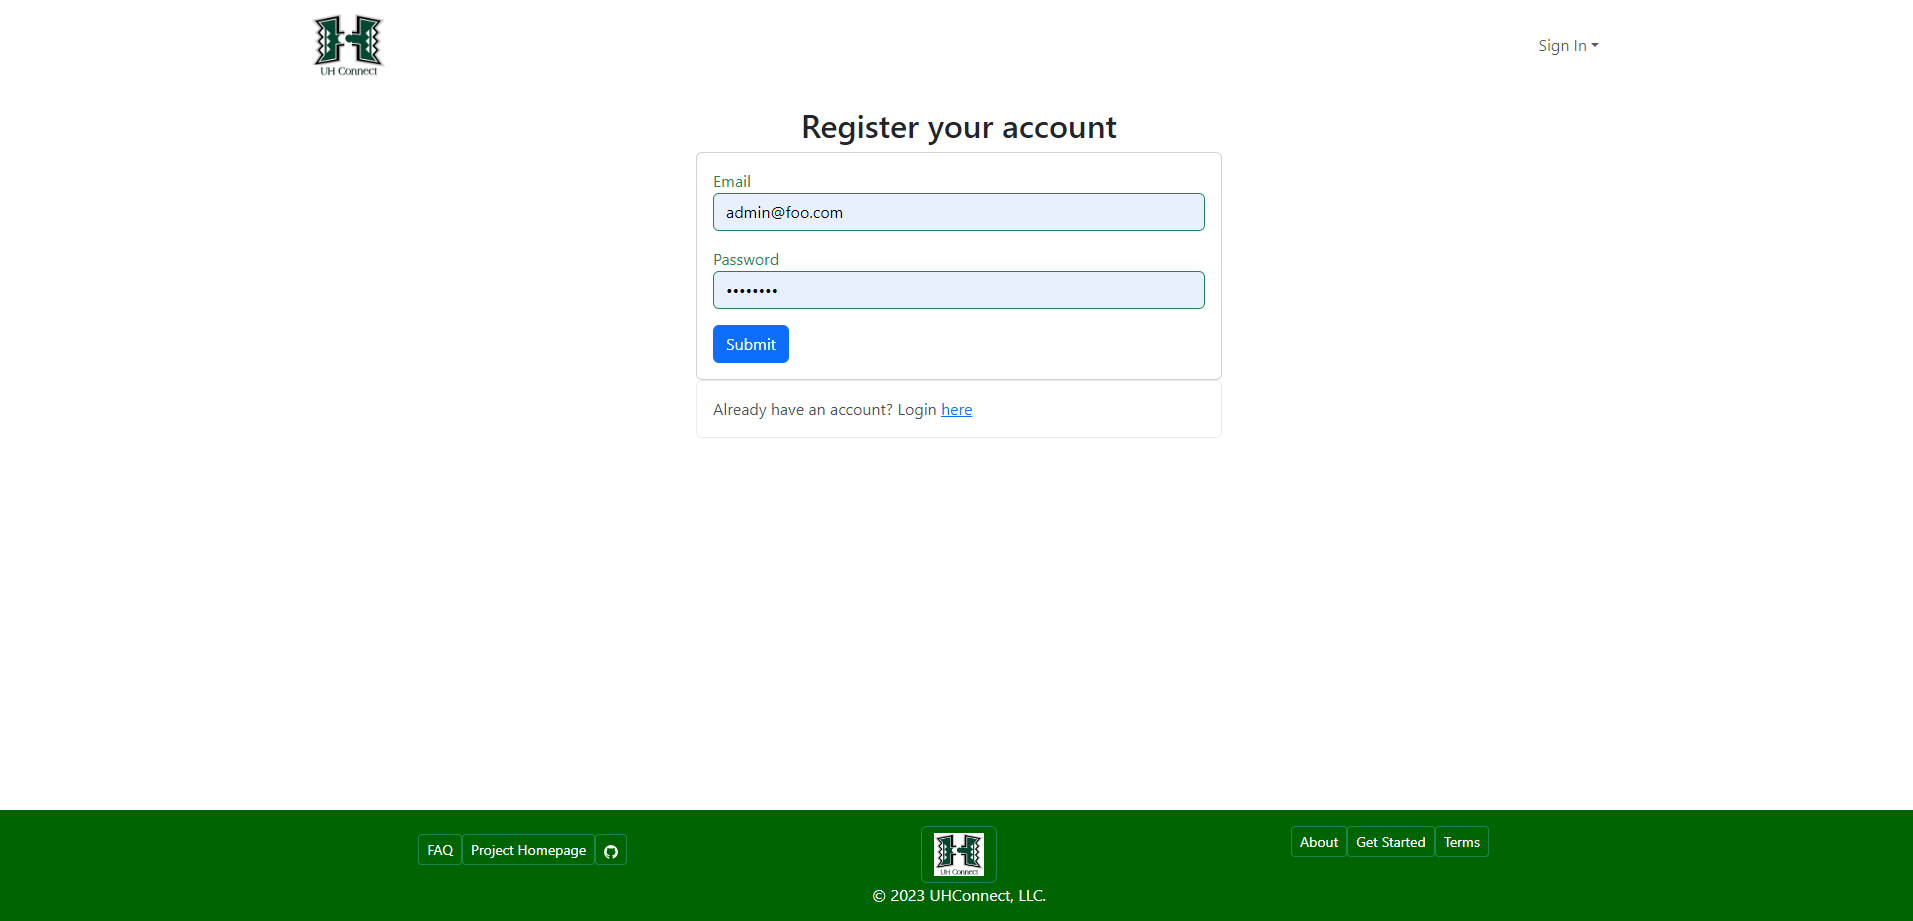 UH Connect
Sign In
Register your account
Email
admin@foo.com
Password
••••••••
Submit
Already have an account? Login here
FAQ Project Homepage
UH Connect
About Get Started Terms
© 2023 UHConnect, LLC.